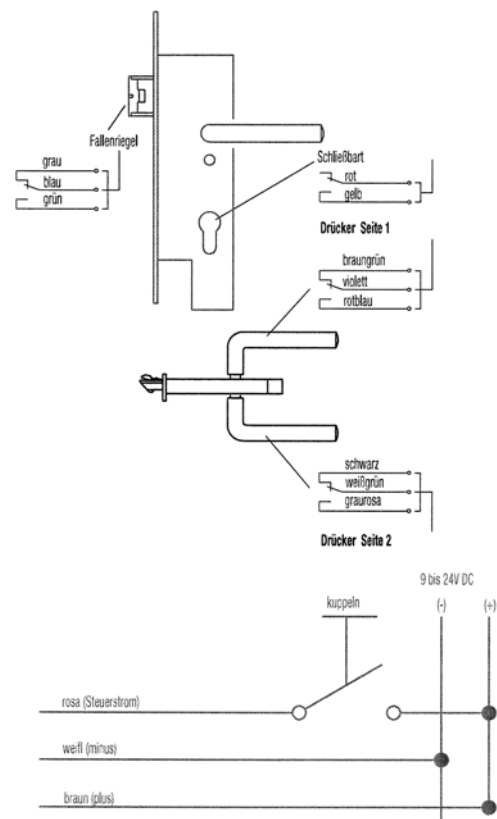 Fallenriegel
grau
blau
grün
Schließbart
rot
gelb
Drücker Seite 1
braungrün
violett
rotblau
schwarz
weißgrün
graurosa
Drücker Seite 2
9 bis 24V DC
kuppeln
(-)
(+)
rosa (Steuerstrom)
weifl (minus)
braun (plus)